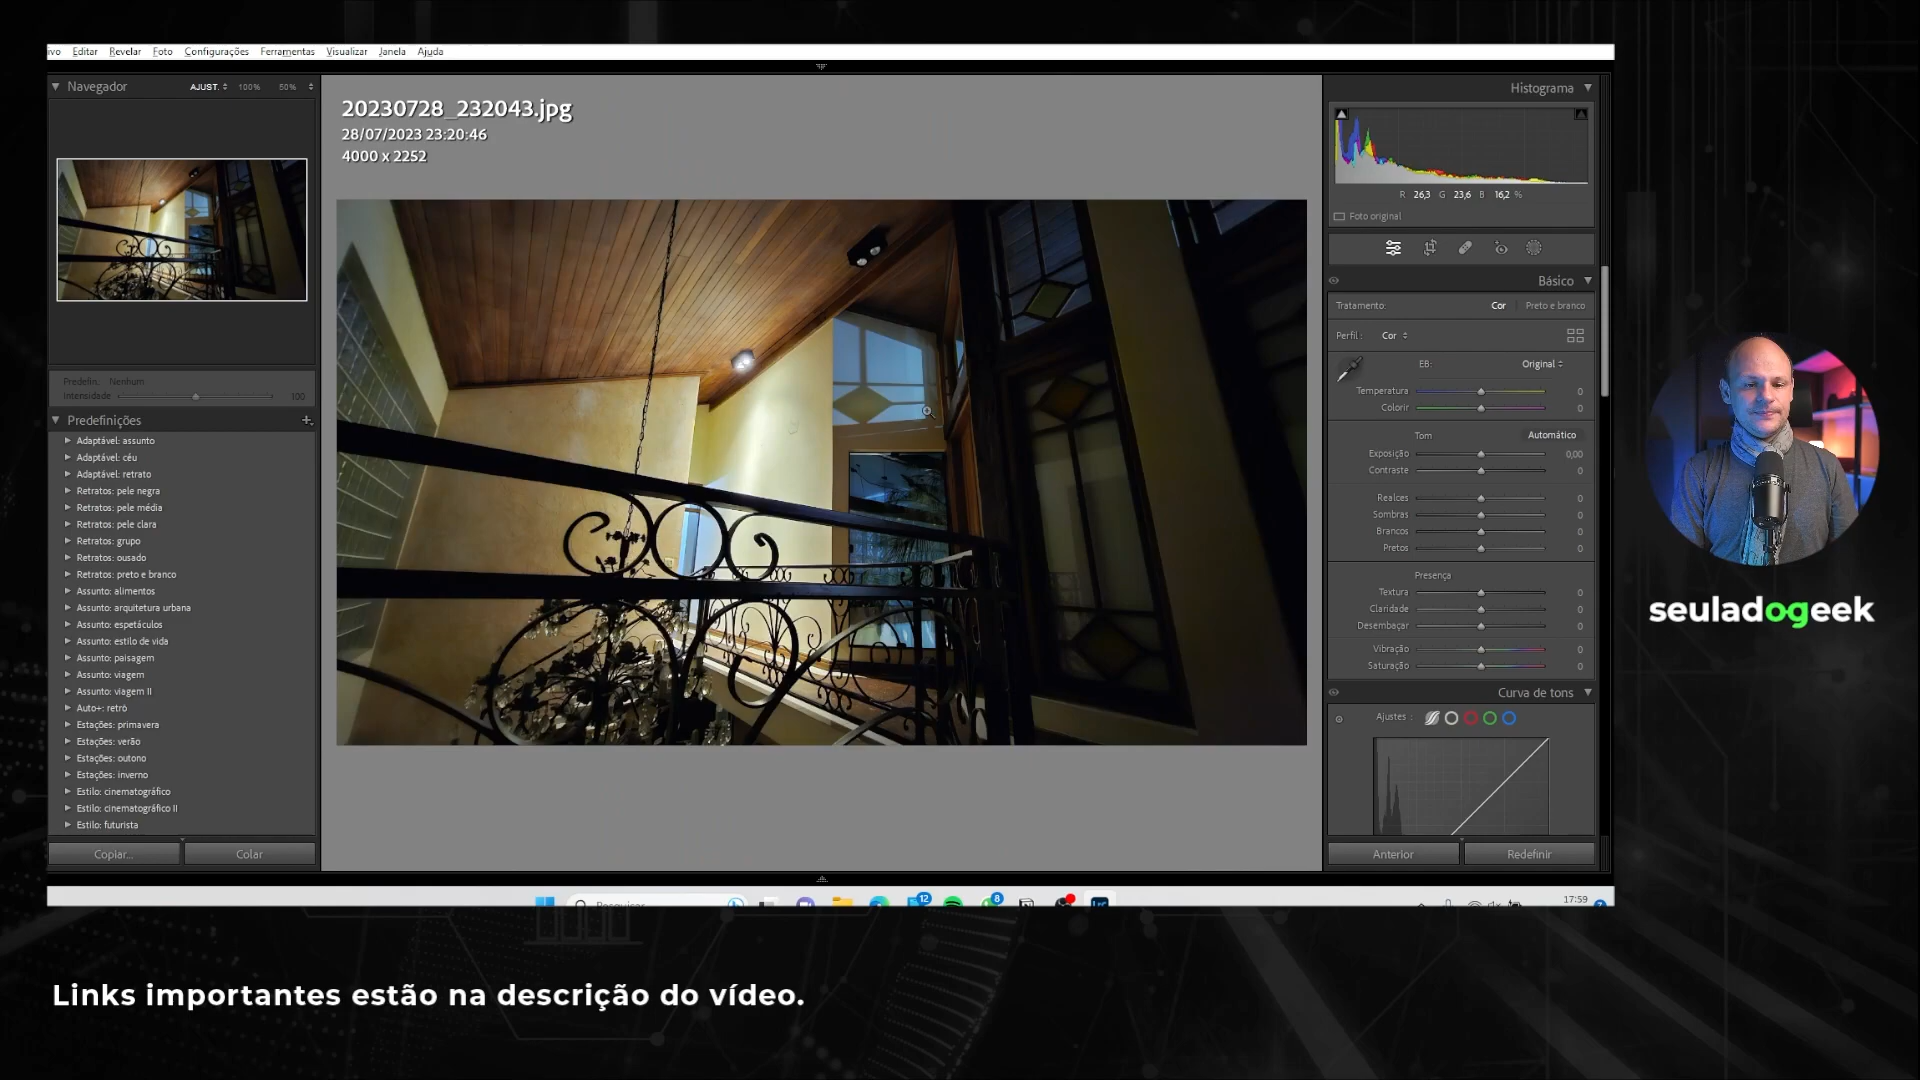 ivo Editar Revelar Foto Configurações Ferramentas Visualizar Janela Ajuda
Navegador AJUST. 100% 50%
Predefin.: Nenhum
Intensidade 100
Predefinições
Adaptável: assunto
Adaptável: céu
Adaptável: retrato
Retratos: pele negra
Retratos: pele média
Retratos: pele clara
Retratos: grupo
Retratos: ousado
Retratos: preto e branco
Assunto: alimentos
Assunto: arquitetura urbana
Assunto: espetáculos
Assunto: estilo de vida
Assunto: paisagem
Assunto: viagem
Assunto: viagem II
Auto+: retrô
Estações: primavera
Estações: verão
Estações: outono
Estações: inverno
Estilo: cinematográfico
Estilo: cinematográfico II
Estilo: futurista
Copiar... Colar
20230728_232043.jpg
28/07/2023 23:20:46
4000 x 2252
Histograma
R 26,3 G 23,6 B 16,2 %
Foto original
Básico
Tratamento: Cor Preto e branco
Perfil: Cor
EB: Original
Temperatura 0
Colorir 0
Tom Automático
Exposição 0,00
Contraste 0
Realces 0
Sombras 0
Brancos 0
Pretos 0
Presença
Textura 0
Claridade 0
Desembaçar 0
Vibração 0
Saturação 0
Curva de tons
Ajustes :
Anterior Redefinir
Pesquisar 12 8 Lrc 17:59
seuladogeek
Links importantes estão na descrição do vídeo.